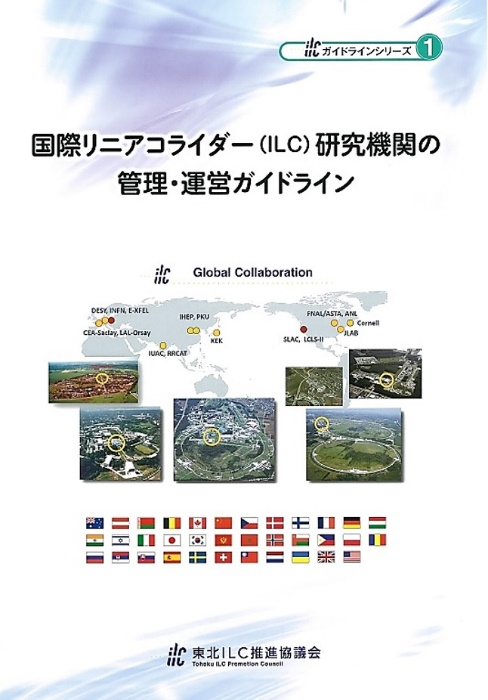 ilc ガイドラインシリーズ 1
国際リニアコライダー(ILC)研究機関の
管理・運営ガイドライン
ilc Global Collaboration
DESY, INFN, E-XFEL
CEA-Saclay, LAL-Orsay
IHEP, PKU
KEK
IUAC, RRCAT
FNAL/ASTA, ANL
Cornell
JLAB
SLAC, LCLS-II
ilc 東北ILC推進協議会
Tohoku ILC Promotion Council